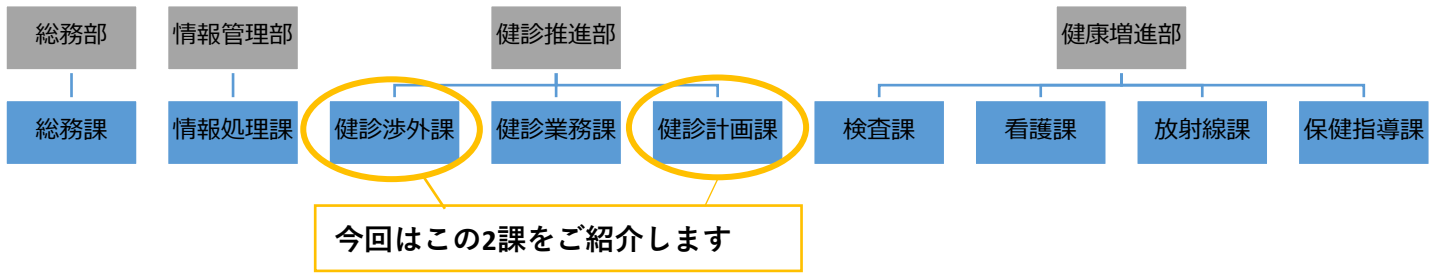 総務部
情報管理部
健診推進部
健康増進部
総務課
情報処理課
健診渉外課
健診業務課
健診計画課
検査課
看護課
放射線課
保健指導課
今回はこの2課をご紹介します